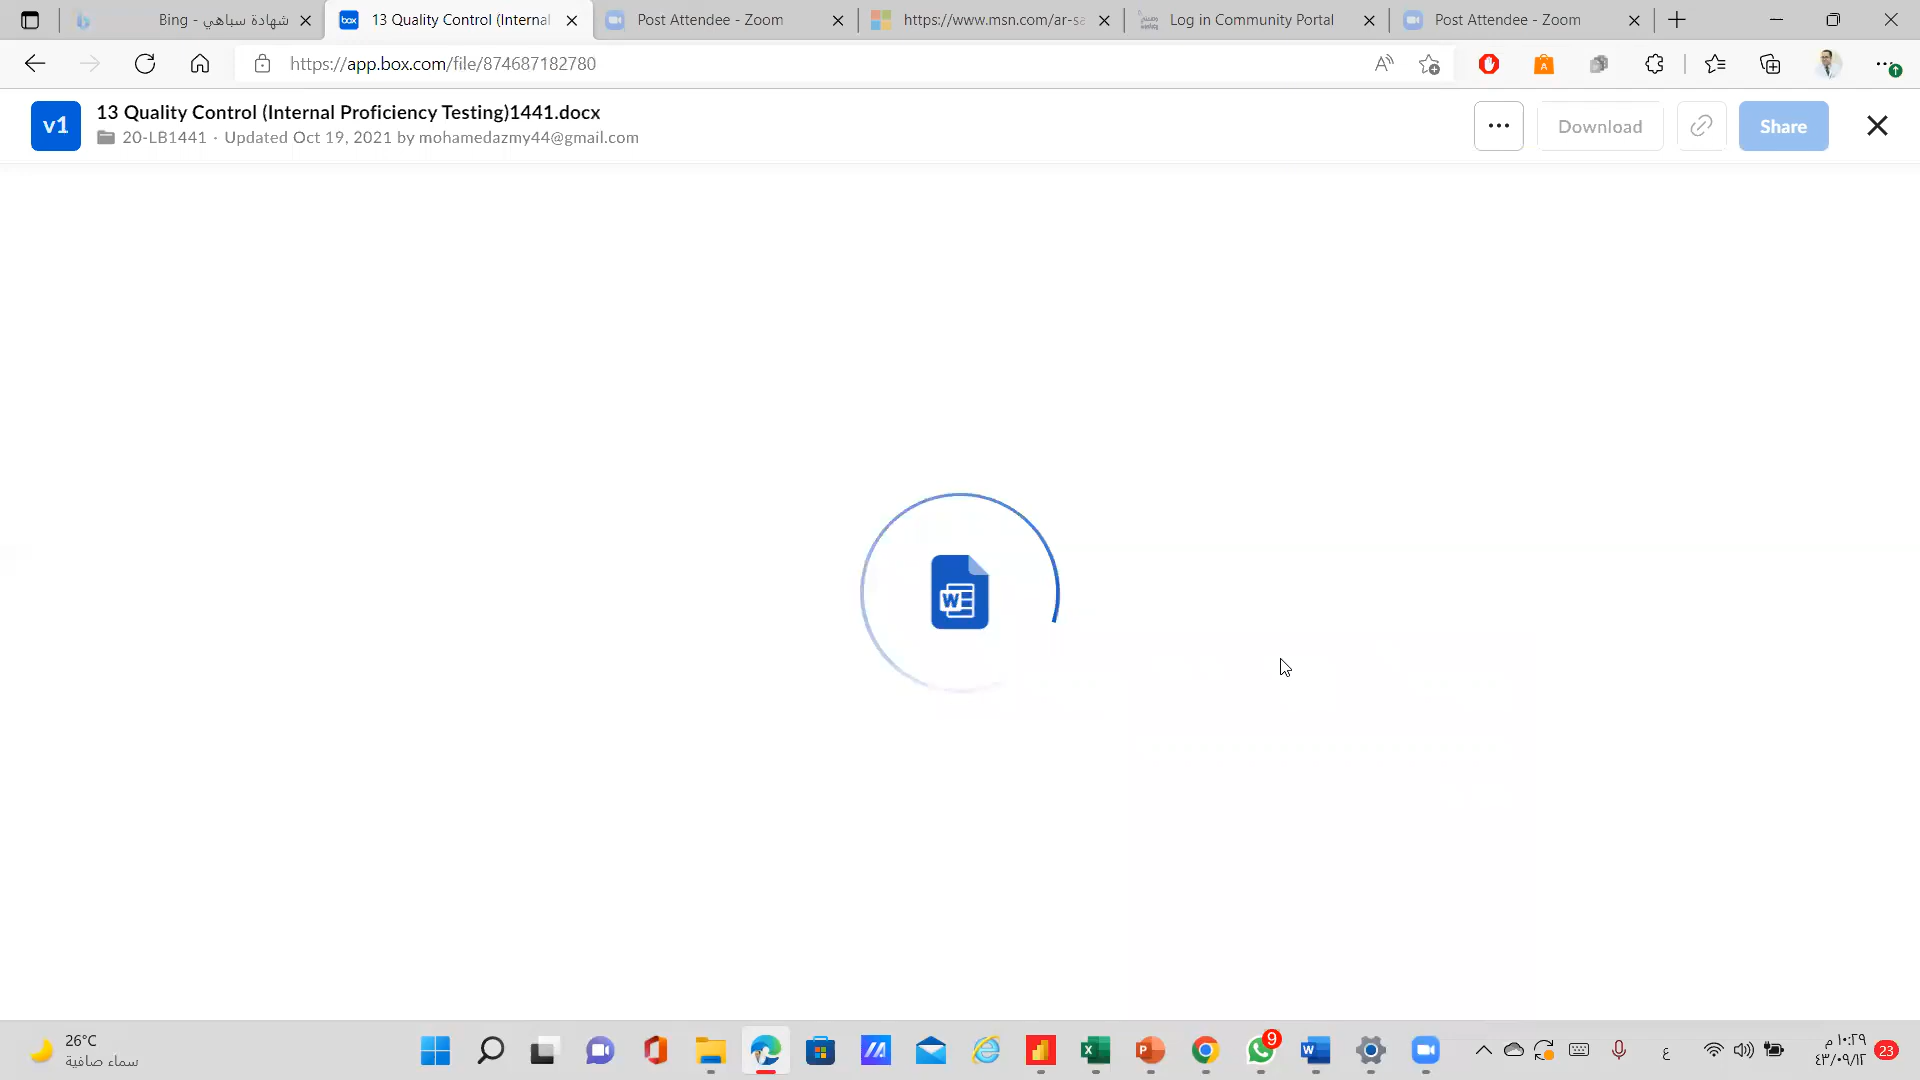 شهادة سباهي - Bing
13 Quality Control (Internal
Post Attendee - Zoom
https://www.msn.com/ar-sa
Log in Community Portal
Post Attendee - Zoom
https://app.box.com/file/874687182780
v1
13 Quality Control (Internal Proficiency Testing)1441.docx
20-LB1441 · Updated Oct 19, 2021 by mohamedazmy44@gmail.com
Download
Share
W
26°C
سماء صافية
9
ع
١٠:٢٩ م
٤٣/٠٩/١٢
23